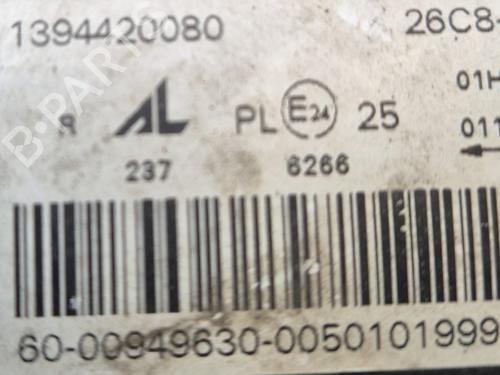 1394420080 26C8-
R AL PL E24 25 01H
237 6266 011
60-00949630-0050101999
B-PARTS